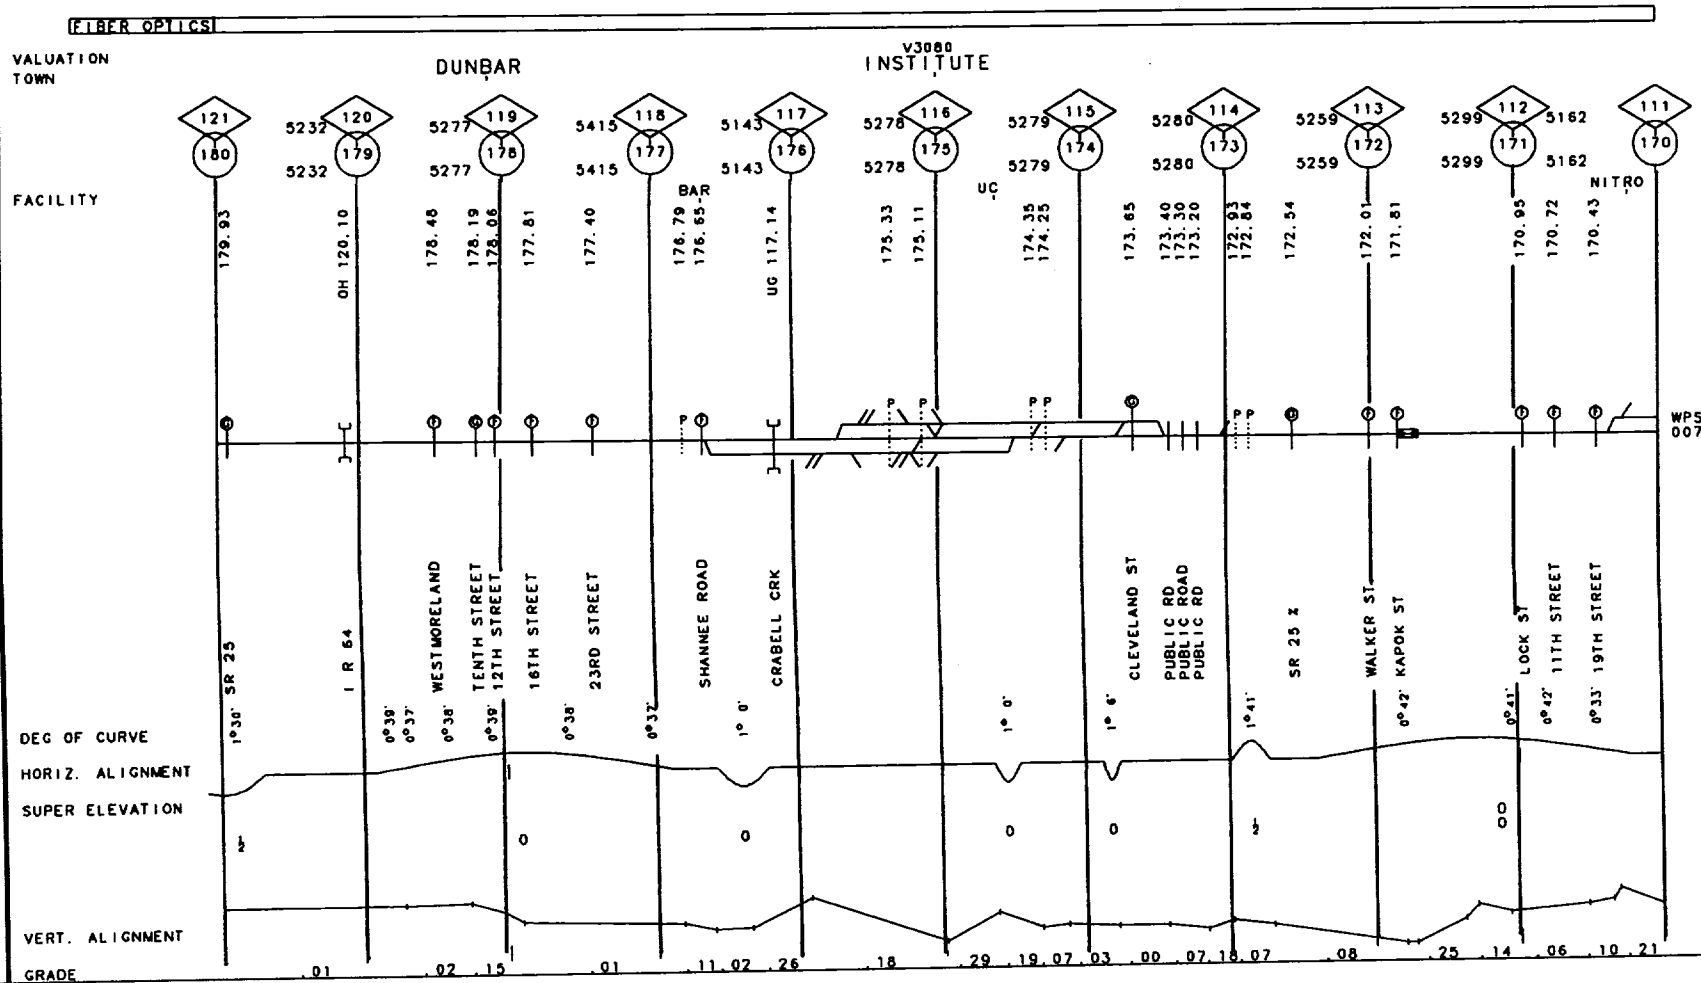 FIBER OPTICS
VALUATION V3080
TOWN DUNBAR INSTITUTE
121 120 119 118 117 116 115 114 113 112 111
5232 5277 5415 5143 5278 5279 5280 5259 5299 5162
180 179 178 177 176 175 174 173 172 171 170
5232 5277 5415 5143 5278 5279 5280 5259 5299 5162
FACILITY BAR UC NITRO
179.93 OH 120.10 178.48 178.19 178.06 177.81 177.40 176.79 176.65 UG 117.14 175.33 175.11 174.35 174.25 173.65 173.40 173.30 173.20 172.93 172.84 172.54 172.01 171.81 170.95 170.72 170.43
G F G F F F P F P P P P G P P G F F F F F
WPS
007
SR 25
I R 64
WESTMORELAND
TENTH STREET
12TH STREET
16TH STREET
23RD STREET
SHANNEE ROAD
CRABELL CRK
CLEVELAND ST
PUBLIC RD
PUBLIC ROAD
PUBLIC RD
SR 25 %
WALKER ST
KAPOK ST
LOCK ST
11TH STREET
19TH STREET
DEG OF CURVE 1°30' 0°39' 0°37' 0°38' 0°39' 0°38' 0°37' 1° 0' 1° 0' 1° 6' 1°41' 0°42' 0°41' 0°42' 0°33'
HORIZ. ALIGNMENT
SUPER ELEVATION 0
½ 0 0 0 0 ½ 0
VERT. ALIGNMENT
GRADE .01 .02 .15 .01 .11 .02 .26 .18 .29 .19 .07 .03 .00 .07 .18 .07 .08 .25 .14 .06 .10 .21